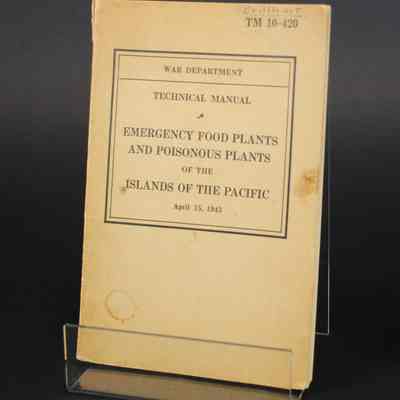 TM 10-420
WAR DEPARTMENT
TECHNICAL MANUAL
EMERGENCY FOOD PLANTS
AND POISONOUS PLANTS
OF THE
ISLANDS OF THE PACIFIC
April 15, 1943